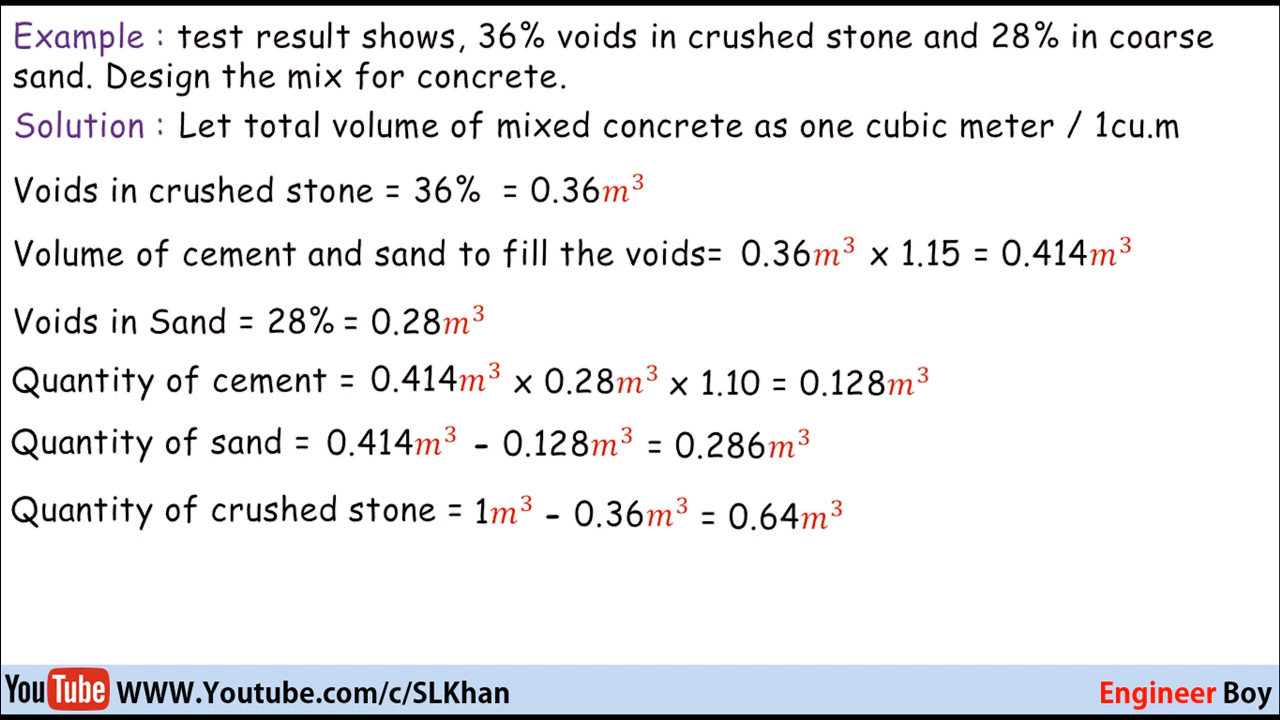 Example : test result shows, 36% voids in crushed stone and 28% in coarse
sand. Design the mix for concrete.
Solution : Let total volume of mixed concrete as one cubic meter / 1cu.m
Voids in crushed stone = 36% = 0.36m³
Volume of cement and sand to fill the voids= 0.36m³ x 1.15 = 0.414m³
Voids in Sand = 28% = 0.28m³
Quantity of cement = 0.414m³ x 0.28m³ x 1.10 = 0.128m³
Quantity of sand = 0.414m³ - 0.128m³ = 0.286m³
Quantity of crushed stone = 1m³ - 0.36m³ = 0.64m³
YouTube WWW.Youtube.com/c/SLKhan Engineer Boy